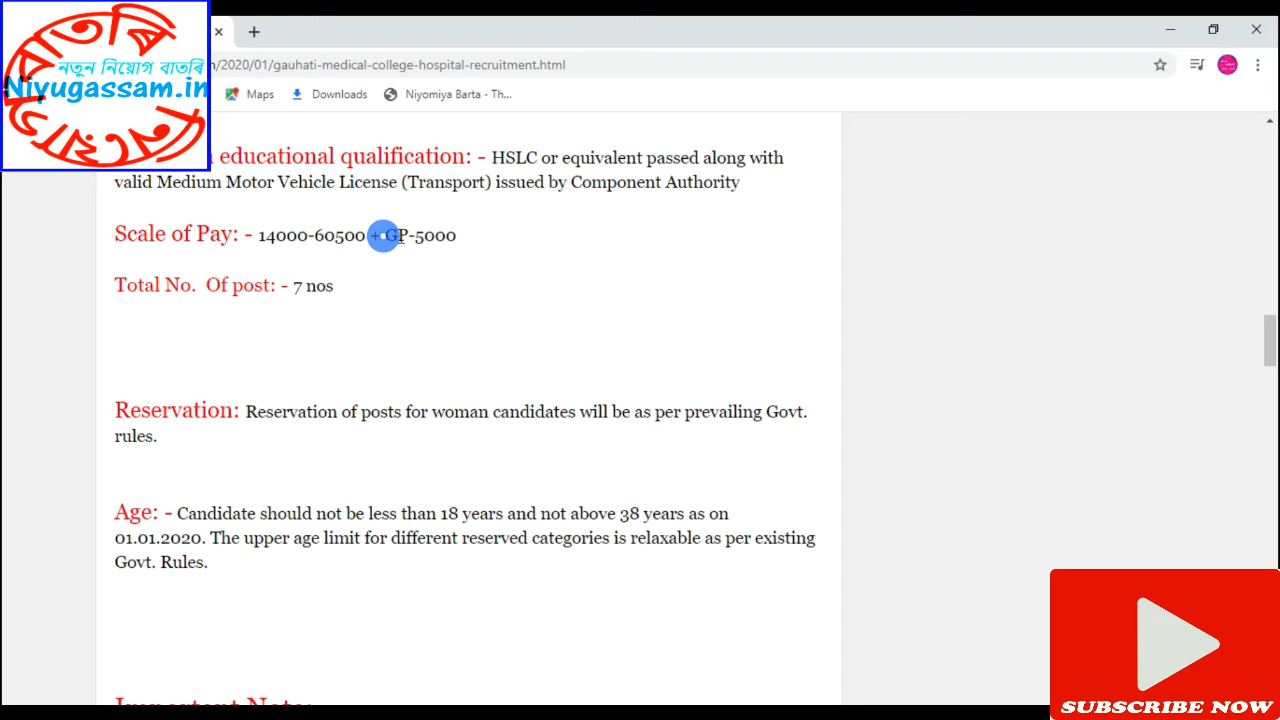 বাতৰি
নতুন নিয়োগ বাতৰি
Niyugassam.in
n/2020/01/gauhati-medical-college-hospital-recruitment.html
Maps
Downloads
Niyomiya Barta - Th...
educational qualification: - HSLC or equivalent passed along with
valid Medium Motor Vehicle License (Transport) issued by Component Authority
Scale of Pay: - 14000-60500 + GP-5000
Total No. Of post: - 7 nos
Reservation: Reservation of posts for woman candidates will be as per prevailing Govt.
rules.
Age: - Candidate should not be less than 18 years and not above 38 years as on
01.01.2020. The upper age limit for different reserved categories is relaxable as per existing
Govt. Rules.
Important Note:
SUBSCRIBE NOW